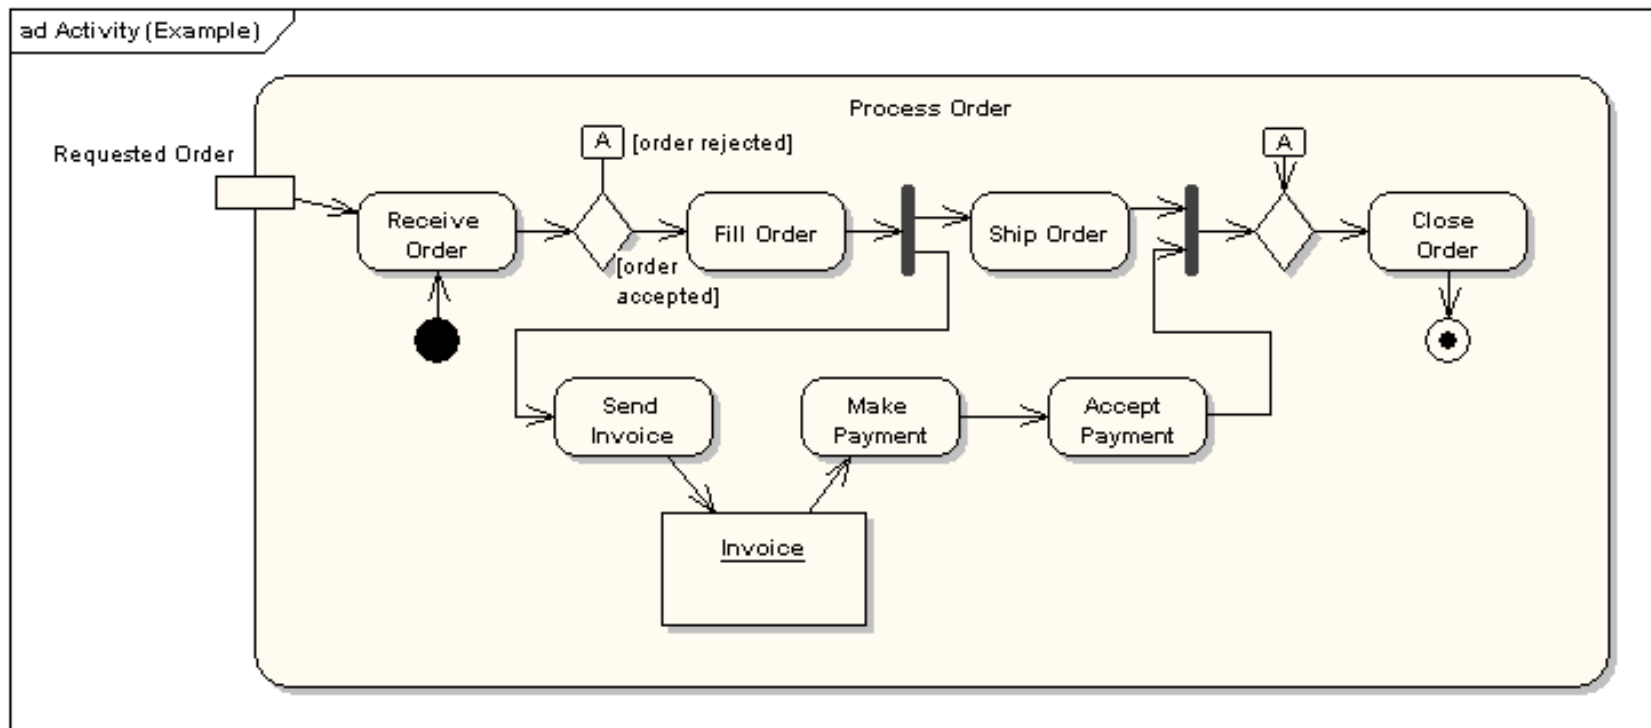 ad Activity (Example)
Process Order
Requested Order
A
[order rejected]
A
Receive
Order
Fill Order
Ship Order
Close
Order
[order
accepted]
Send
Invoice
Make
Payment
Accept
Payment
Invoice